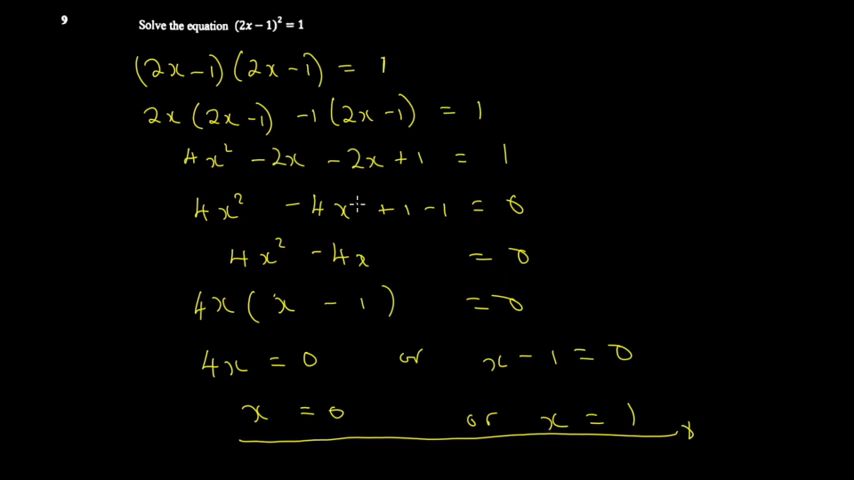 9 Solve the equation (2x – 1)² = 1
(2x - 1)(2x - 1) = 1
2x(2x - 1) - 1(2x - 1) = 1
4x² - 2x - 2x + 1 = 1
4x² - 4x + 1 - 1 = 0
4x² - 4x = 0
4x(x - 1) = 0
4x = 0 or x - 1 = 0
x = 0 or x = 1